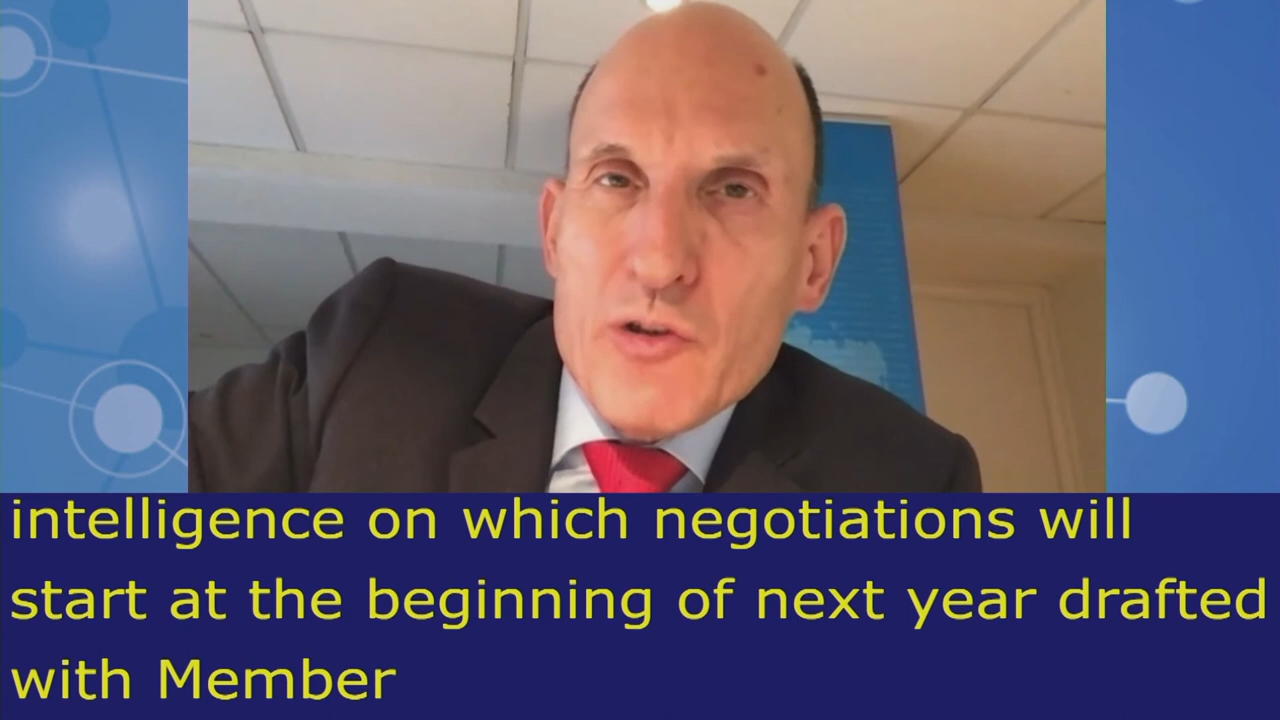 intelligence on which negotiations will
start at the beginning of next year drafted
with Member